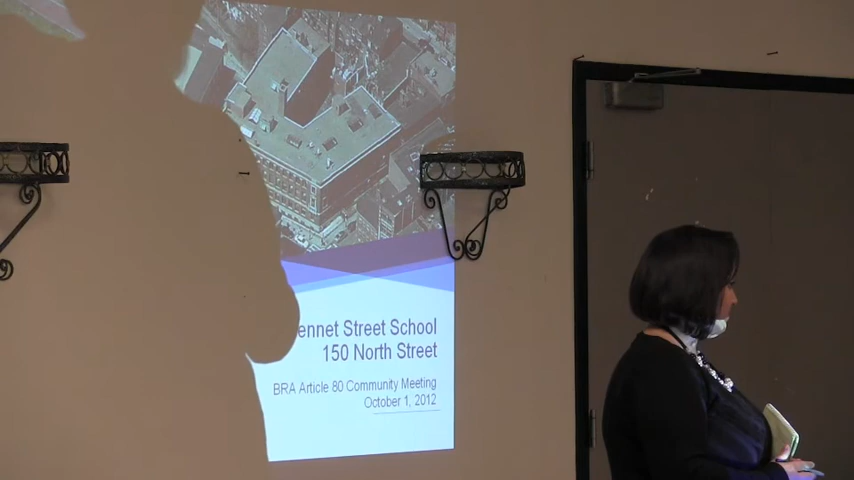 ennet Street School
150 North Street
BRA Article 80 Community Meeting
October 1, 2012